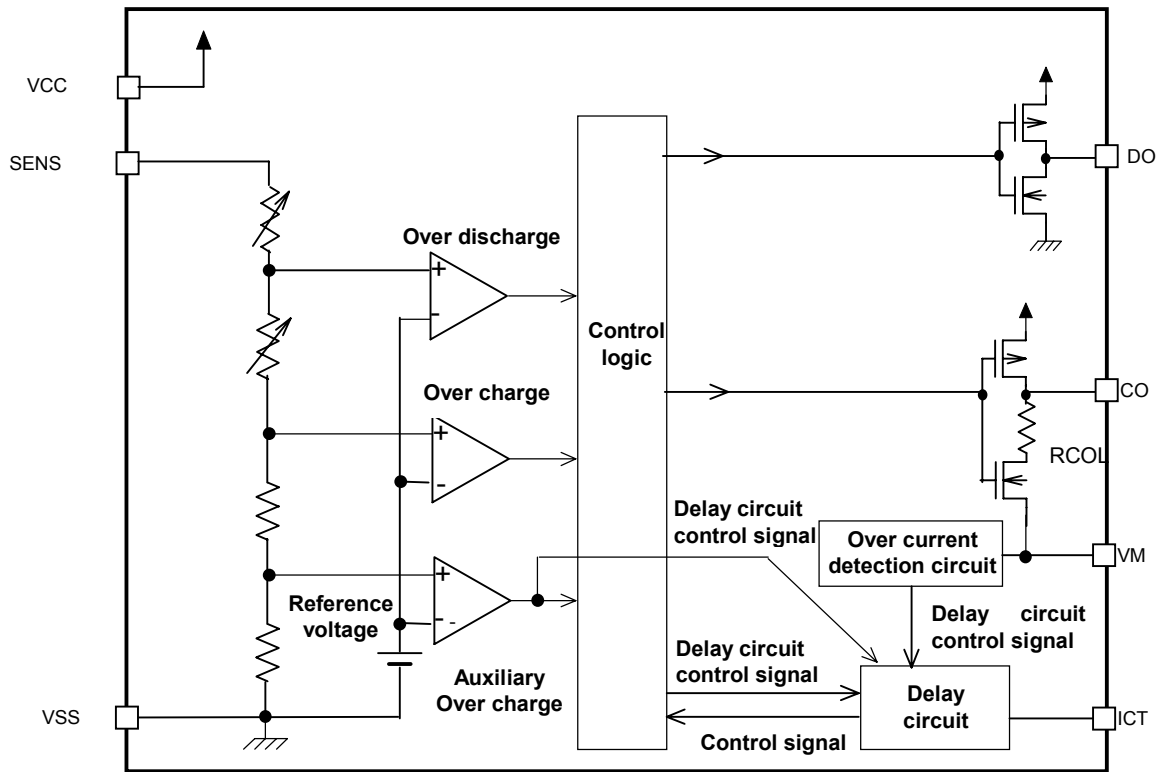 VCC
SENS
DO
Over discharge
+
-
Control
logic
Over charge
+
-
CO
RCOL
Delay circuit
control signal
Over current
detection circuit
VM
+
- -
Reference
voltage
Delay circuit
control signal
Auxiliary
Over charge
Delay circuit
control signal
Delay
circuit
VSS
ICT
Control signal